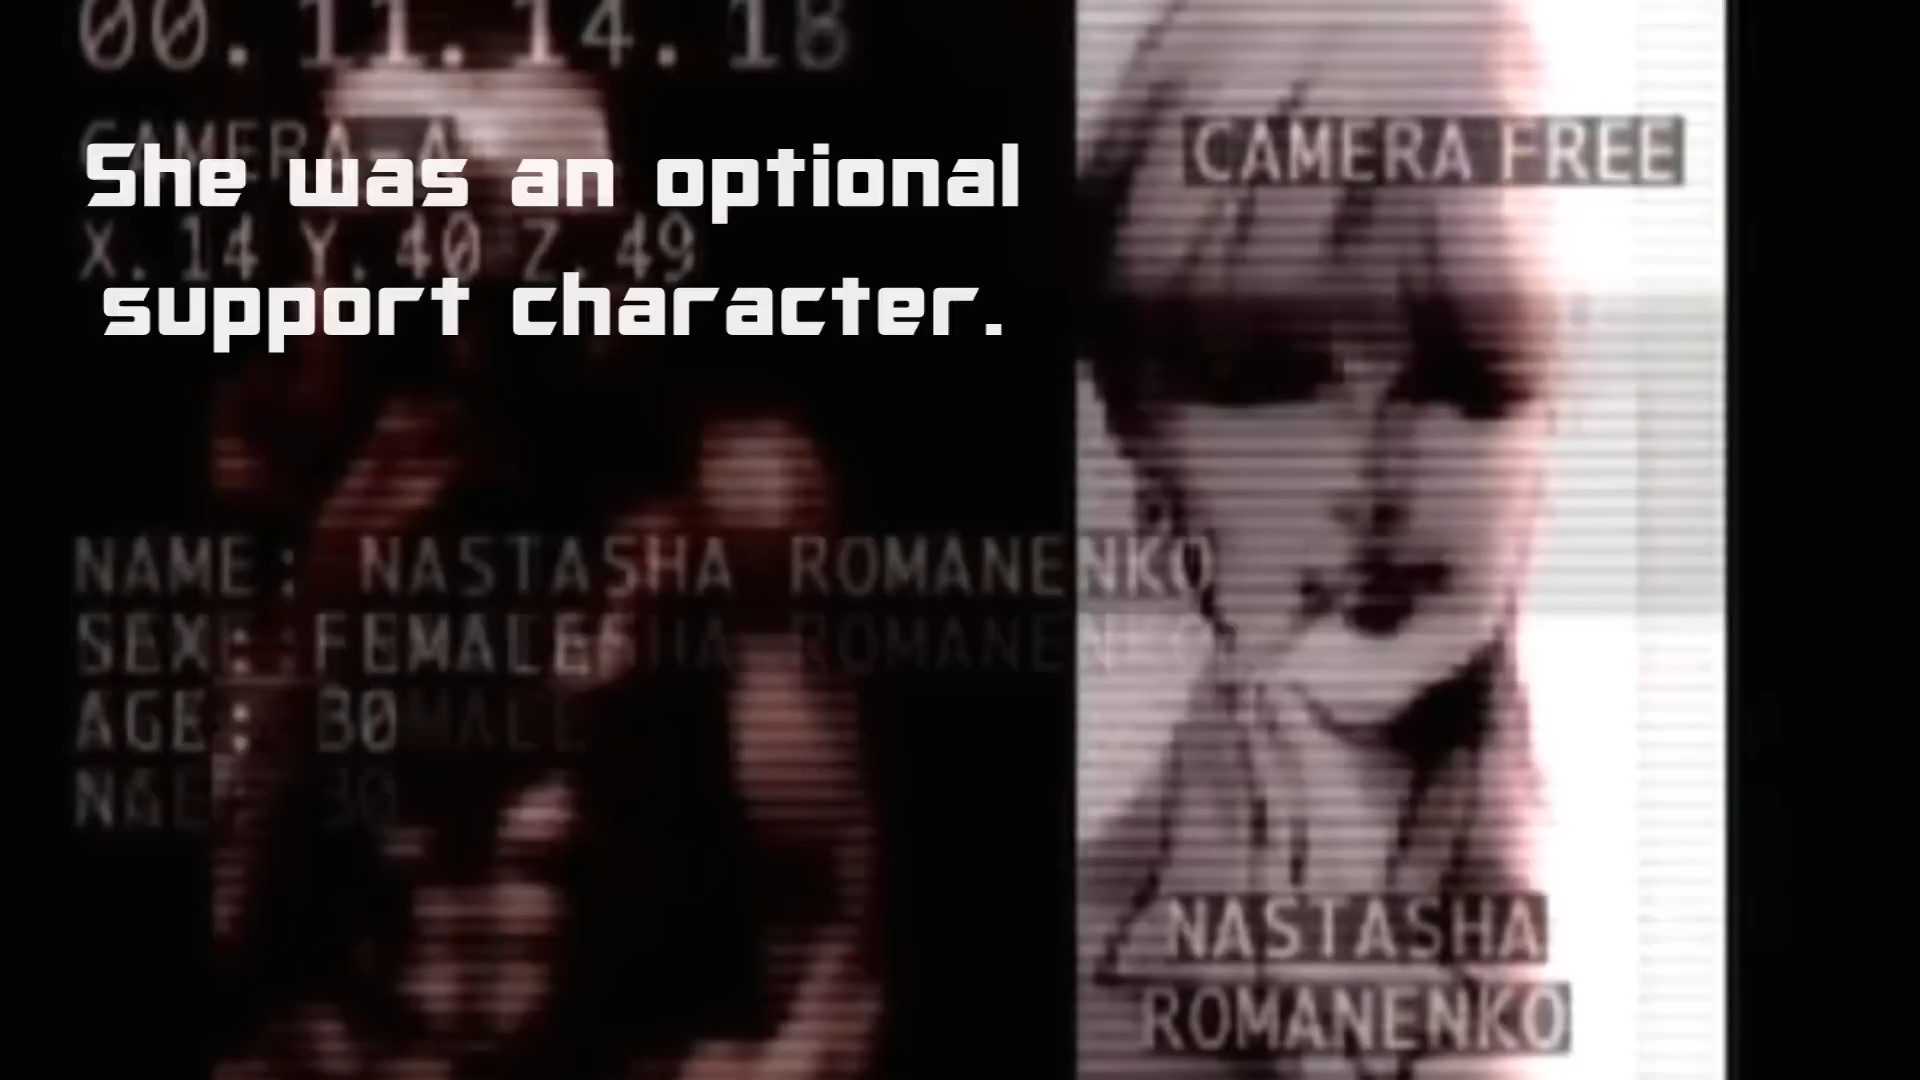 00.11.14.18
CAMERA-A
CAMERA FREE
She was an optional
X.14 Y.40 Z.49
support character.
NAME: NASTASHA ROMANENKO
SEX: FEMALE
AGE: 30
NASTASHA
ROMANENKO